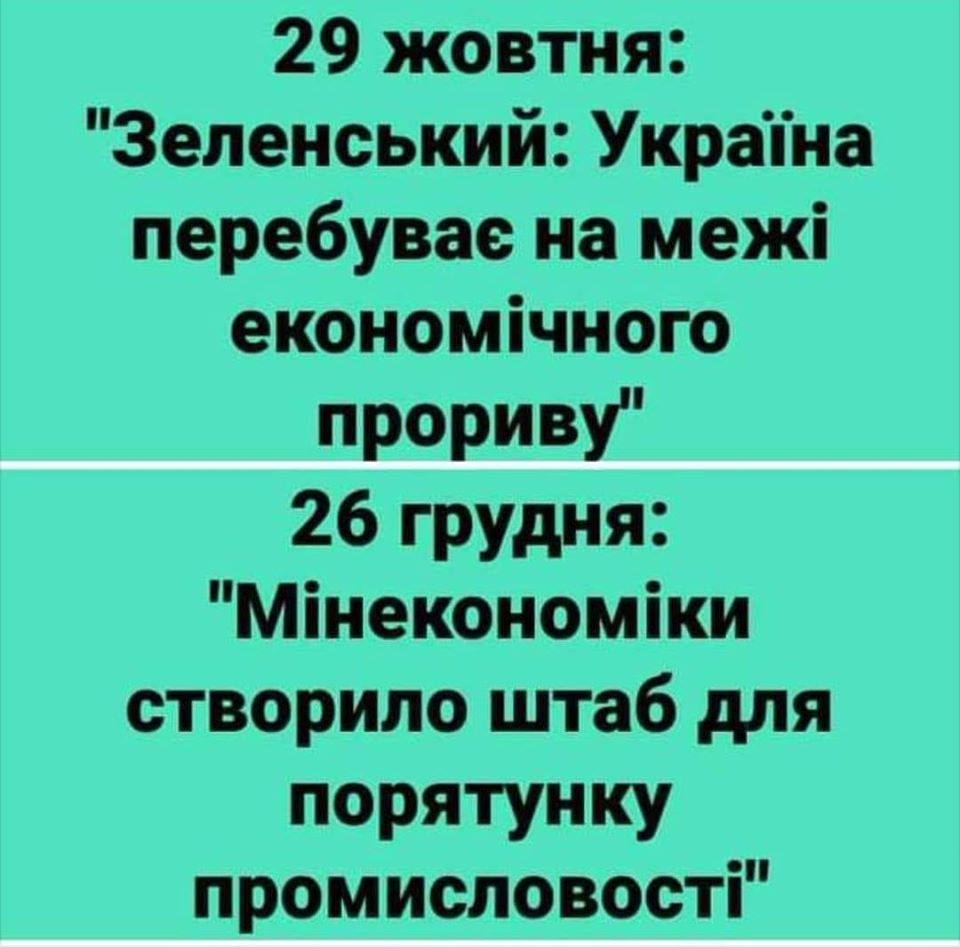 29 жовтня:
"Зеленський: Україна
перебуває на межі
економічного
прориву"
26 грудня:
"Мінекономіки
створило штаб для
порятунку
промисловості"